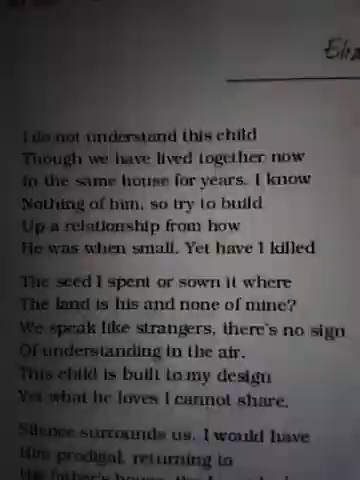 I do not understand this child
Though we have lived together now
In the same house for years. I know
Nothing of him, so try to build
Up a relationship from how
He was when small. Yet have I killed
The seed I spent or sown it where
The land is his and none of mine?
We speak like strangers, there's no sign
Of understanding in the air.
This child is built to my design
Yet what he loves I cannot share.
Silence surrounds us. I would have
Him prodigal, returning to
His father's house, the